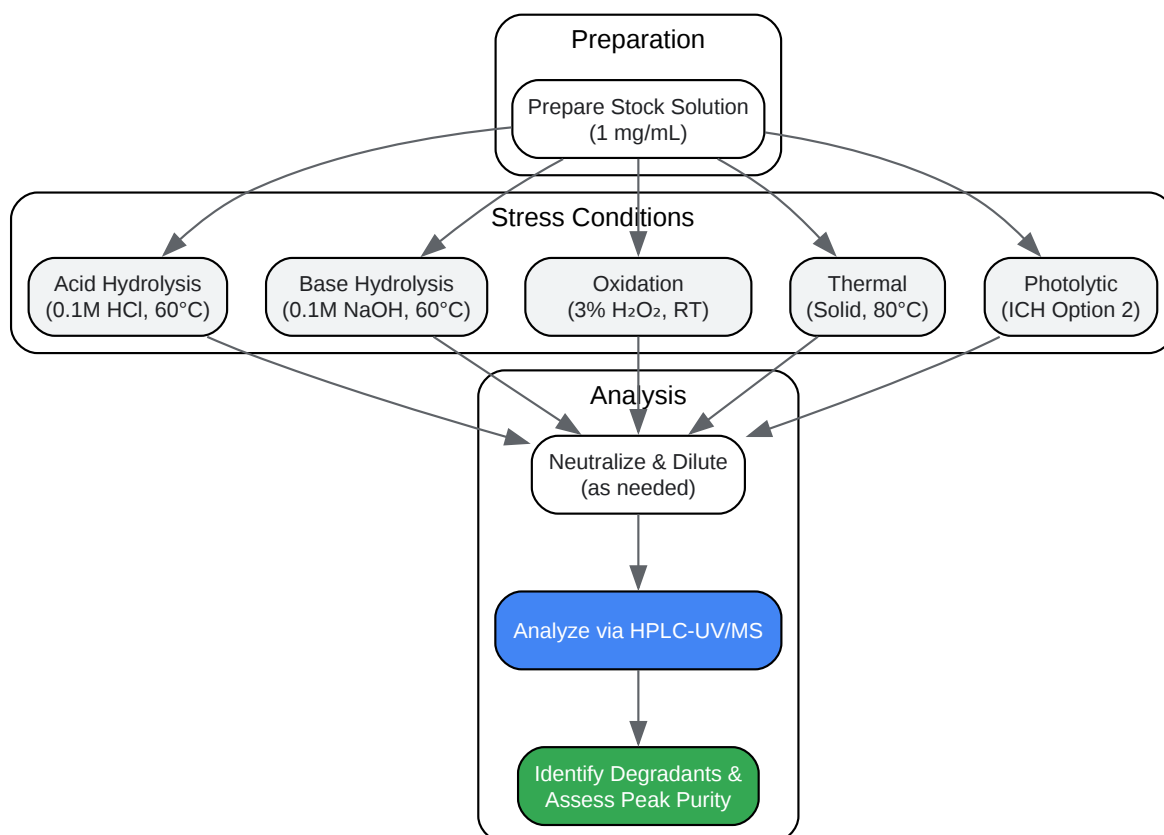 Preparation
Prepare Stock Solution
(1 mg/mL)
Stress Conditions
Acid Hydrolysis
(0.1M HCl, 60°C)
Base Hydrolysis
(0.1M NaOH, 60°C)
Oxidation
(3% H₂O₂, RT)
Thermal
(Solid, 80°C)
Photolytic
(ICH Option 2)
Analysis
Neutralize & Dilute
(as needed)
Analyze via HPLC-UV/MS
Identify Degradants &
Assess Peak Purity